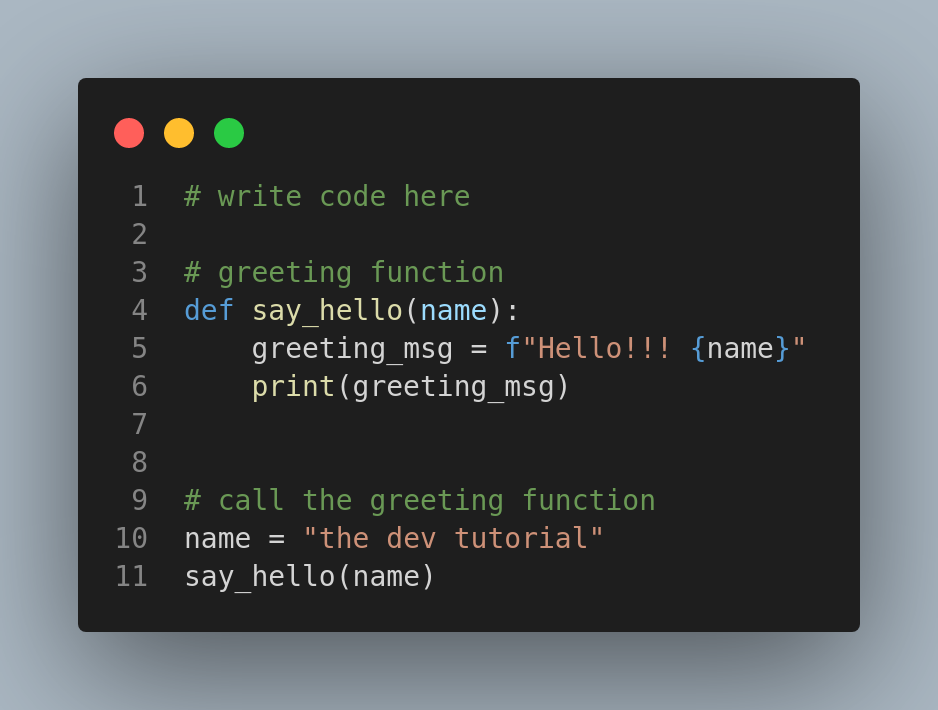 1 # write code here
2
3 # greeting function
4 def say_hello(name):
5     greeting_msg = f"Hello!!! {name}"
6     print(greeting_msg)
7
8
9 # call the greeting function
10 name = "the dev tutorial"
11 say_hello(name)